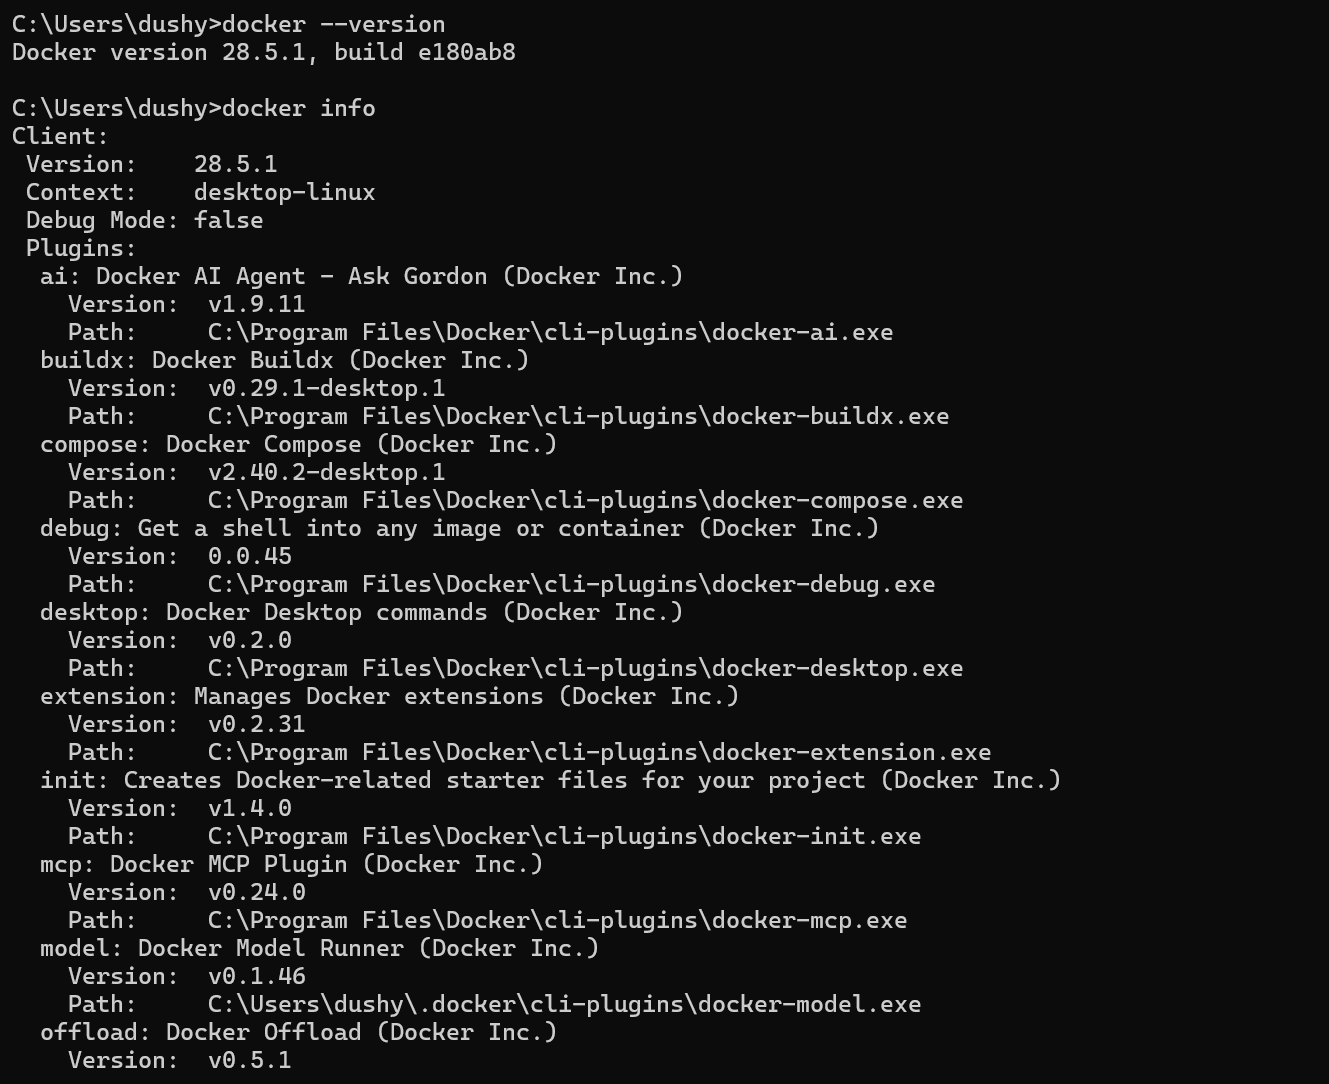 C:\Users\dushy>docker --version
Docker version 28.5.1, build e180ab8

C:\Users\dushy>docker info
Client:
 Version:    28.5.1
 Context:    desktop-linux
 Debug Mode: false
 Plugins:
  ai: Docker AI Agent - Ask Gordon (Docker Inc.)
    Version:  v1.9.11
    Path:     C:\Program Files\Docker\cli-plugins\docker-ai.exe
  buildx: Docker Buildx (Docker Inc.)
    Version:  v0.29.1-desktop.1
    Path:     C:\Program Files\Docker\cli-plugins\docker-buildx.exe
  compose: Docker Compose (Docker Inc.)
    Version:  v2.40.2-desktop.1
    Path:     C:\Program Files\Docker\cli-plugins\docker-compose.exe
  debug: Get a shell into any image or container (Docker Inc.)
    Version:  0.0.45
    Path:     C:\Program Files\Docker\cli-plugins\docker-debug.exe
  desktop: Docker Desktop commands (Docker Inc.)
    Version:  v0.2.0
    Path:     C:\Program Files\Docker\cli-plugins\docker-desktop.exe
  extension: Manages Docker extensions (Docker Inc.)
    Version:  v0.2.31
    Path:     C:\Program Files\Docker\cli-plugins\docker-extension.exe
  init: Creates Docker-related starter files for your project (Docker Inc.)
    Version:  v1.4.0
    Path:     C:\Program Files\Docker\cli-plugins\docker-init.exe
  mcp: Docker MCP Plugin (Docker Inc.)
    Version:  v0.24.0
    Path:     C:\Program Files\Docker\cli-plugins\docker-mcp.exe
  model: Docker Model Runner (Docker Inc.)
    Version:  v0.1.46
    Path:     C:\Users\dushy\.docker\cli-plugins\docker-model.exe
  offload: Docker Offload (Docker Inc.)
    Version:  v0.5.1